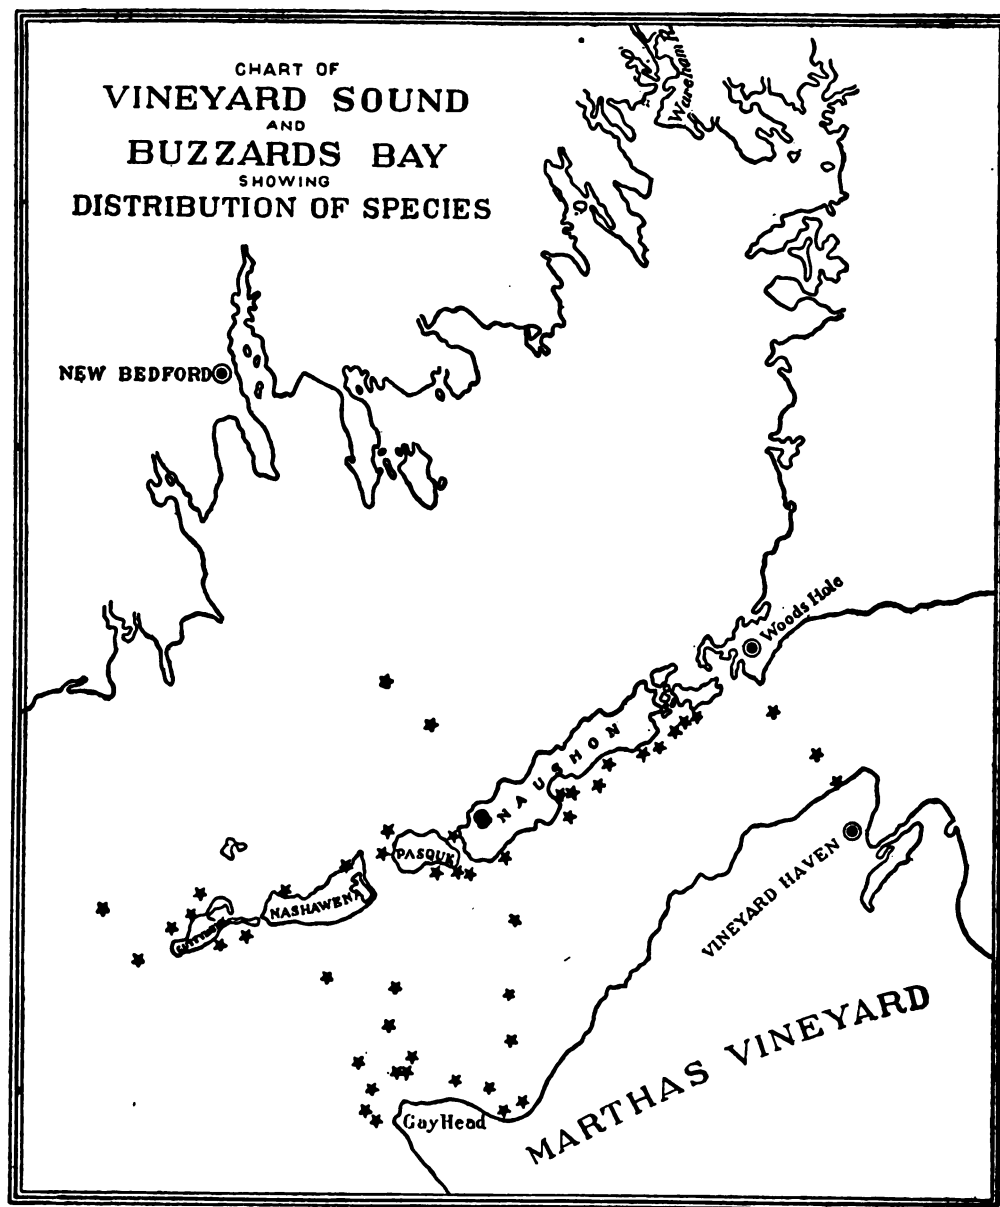 CHART OF
VINEYARD SOUND
AND
BUZZARDS BAY
SHOWING
DISTRIBUTION OF SPECIES
Wareham R.
NEW BEDFORD
Woods Hole
NAUSHON
PASQUE
NASHAWENA
VINEYARD HAVEN
MARTHAS VINEYARD
Gay Head